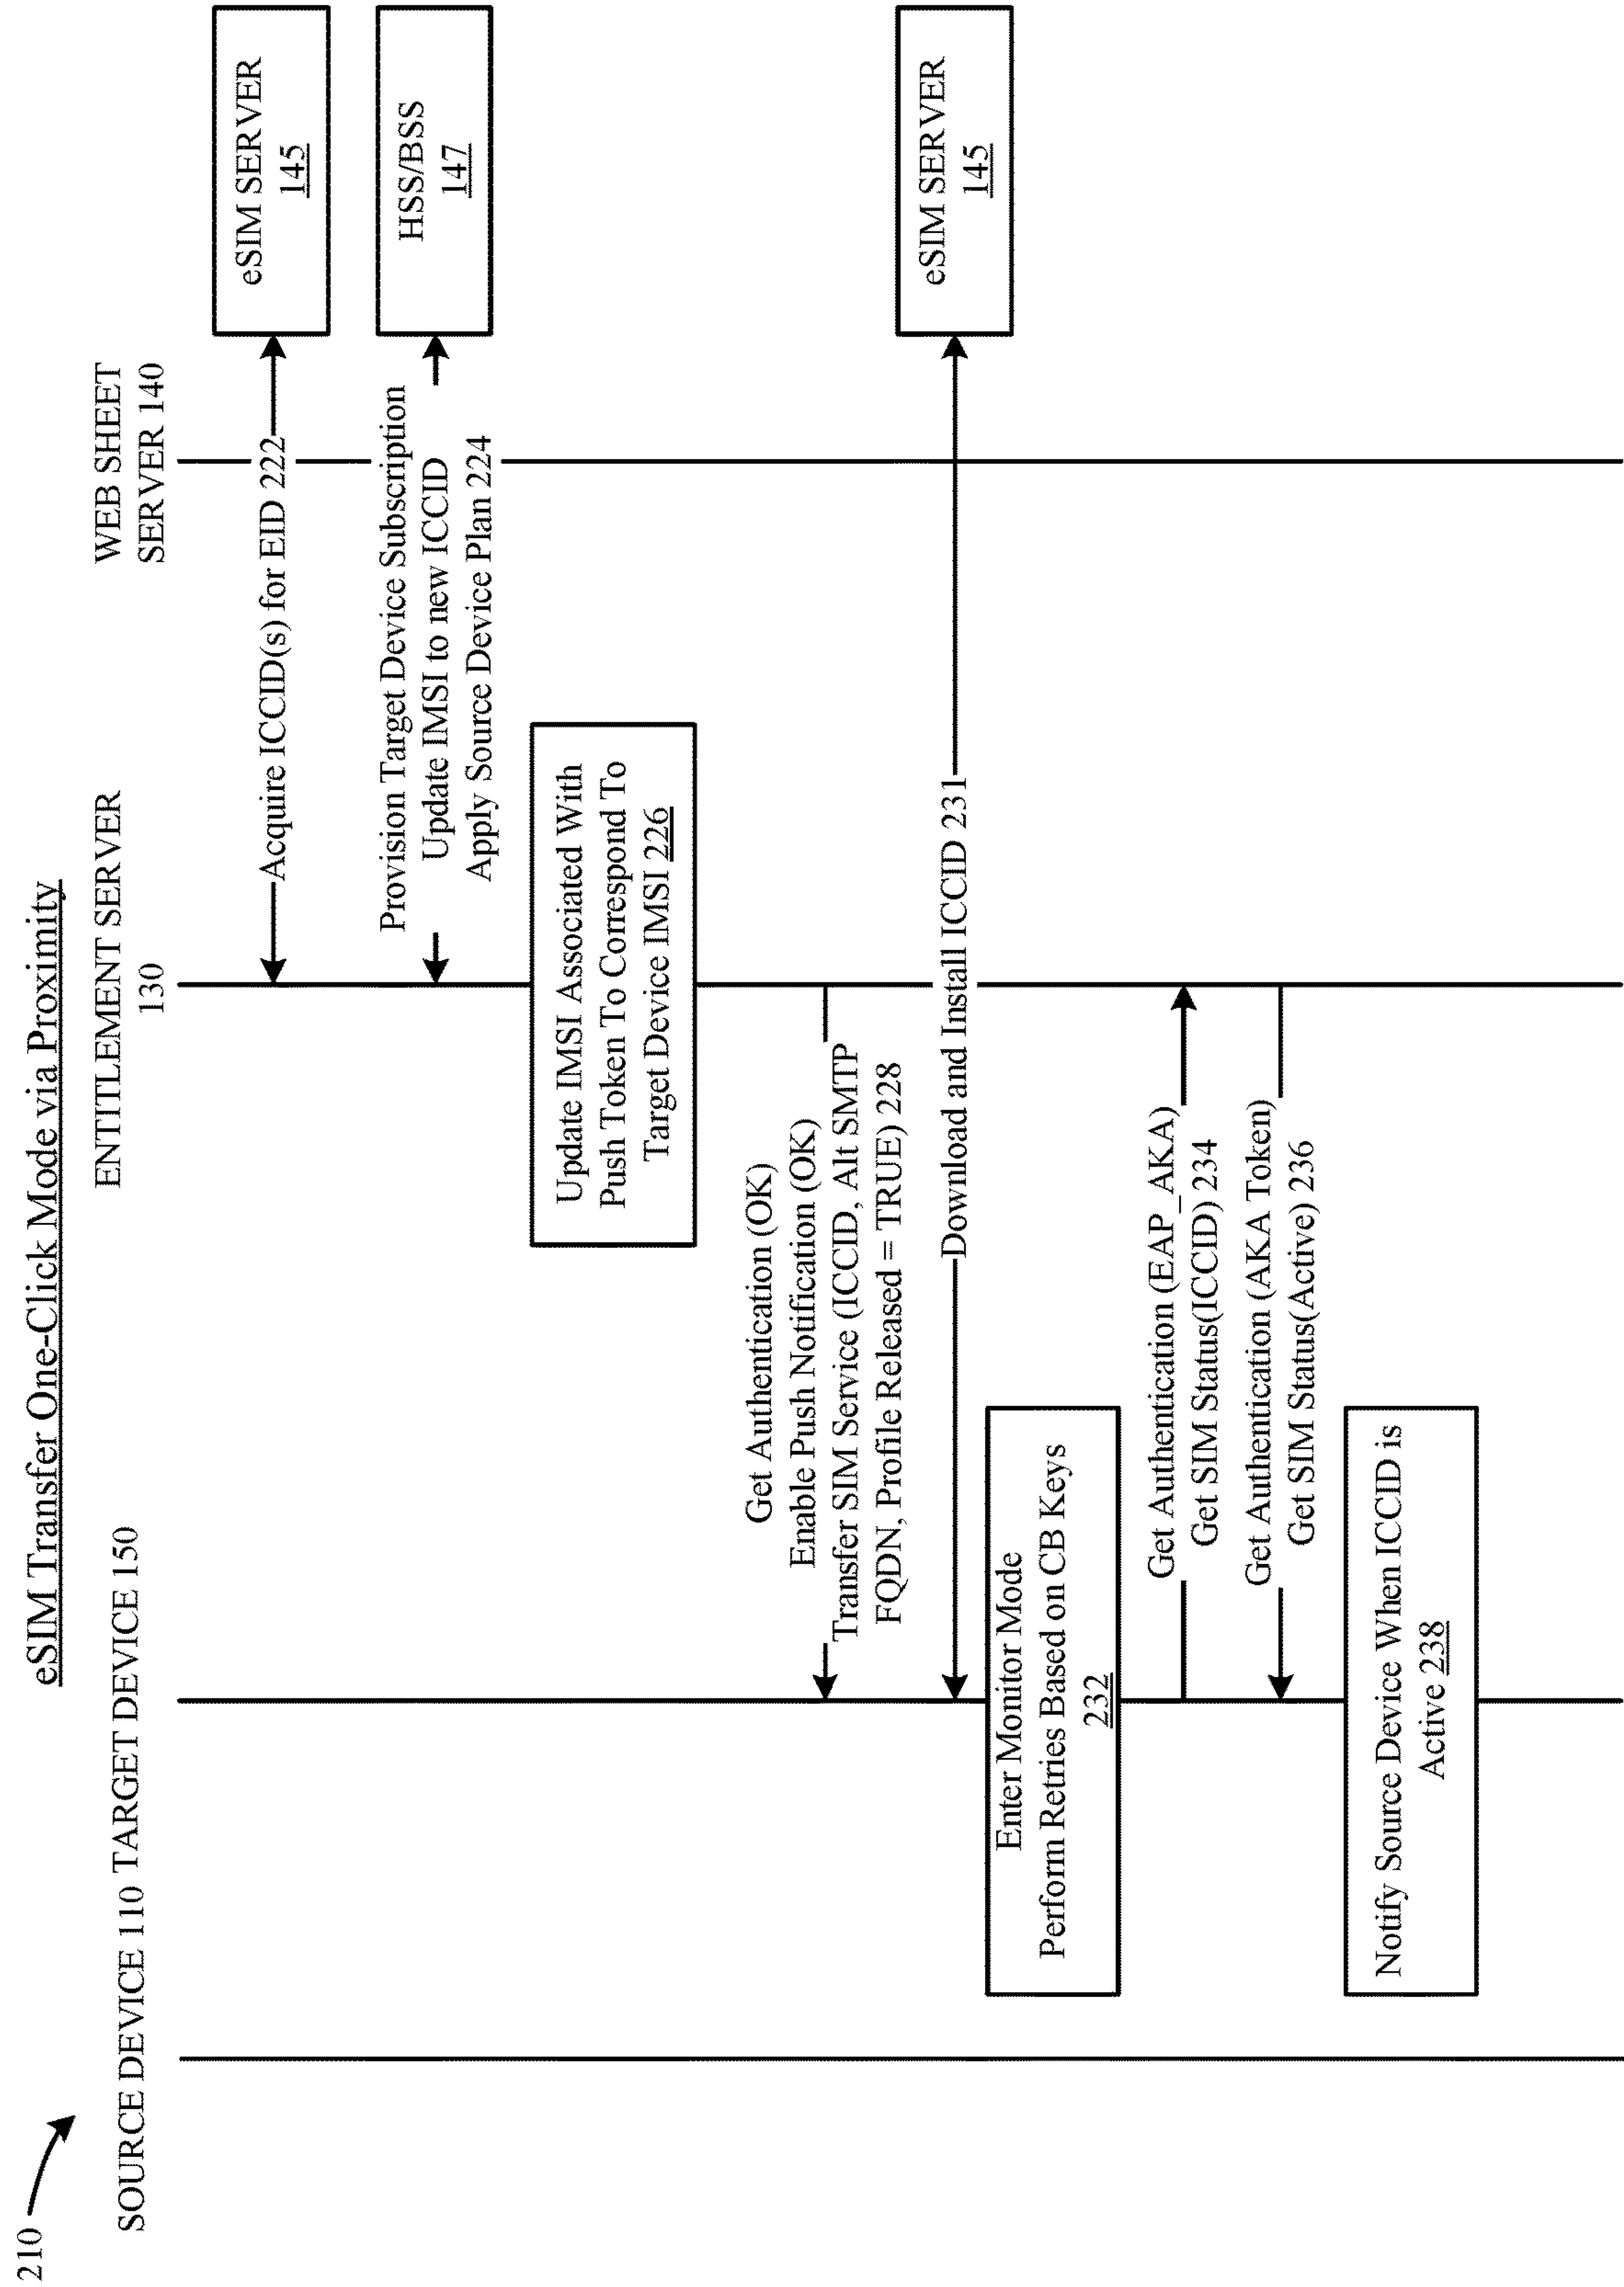 210
eSIM Transfer One-Click Mode via Proximity
SOURCE DEVICE 110
TARGET DEVICE 150
ENTITLEMENT SERVER
130
WEB SHEET
SERVER 140
Acquire ICCID(s) for EID 222
eSIM SERVER
145
Provision Target Device Subscription
Update IMSI to new ICCID
Apply Source Device Plan 224
HSS/BSS
147
Update IMSI Associated With
Push Token To Correspond To
Target Device IMSI 226
Get Authentication (OK)
Enable Push Notification (OK)
Transfer SIM Service (ICCID, Alt SMTP
FQDN, Profile Released = TRUE) 228
Download and Install ICCID 231
eSIM SERVER
145
Enter Monitor Mode
Perform Retries Based on CB Keys
232
Get Authentication (EAP_AKA)
Get SIM Status(ICCID) 234
Get Authentication (AKA Token)
Get SIM Status(Active) 236
Notify Source Device When ICCID is
Active 238